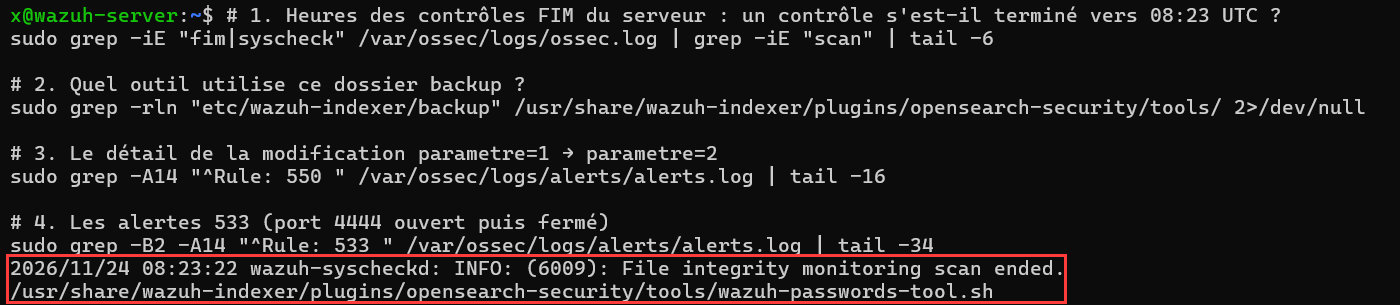 x@wazuh-server:~$ # 1. Heures des contrôles FIM du serveur : un contrôle s'est-il terminé vers 08:23 UTC ?
sudo grep -iE "fim|syscheck" /var/ossec/logs/ossec.log | grep -iE "scan" | tail -6
# 2. Quel outil utilise ce dossier backup ?
sudo grep -rln "etc/wazuh-indexer/backup" /usr/share/wazuh-indexer/plugins/opensearch-security/tools/ 2>/dev/null
# 3. Le détail de la modification parametre=1 → parametre=2
sudo grep -A14 "^Rule: 550 " /var/ossec/logs/alerts/alerts.log | tail -16
# 4. Les alertes 533 (port 4444 ouvert puis fermé)
sudo grep -B2 -A14 "^Rule: 533 " /var/ossec/logs/alerts/alerts.log | tail -34
2026/11/24 08:23:22 wazuh-syscheckd: INFO: (6009): File integrity monitoring scan ended.
/usr/share/wazuh-indexer/plugins/opensearch-security/tools/wazuh-passwords-tool.sh